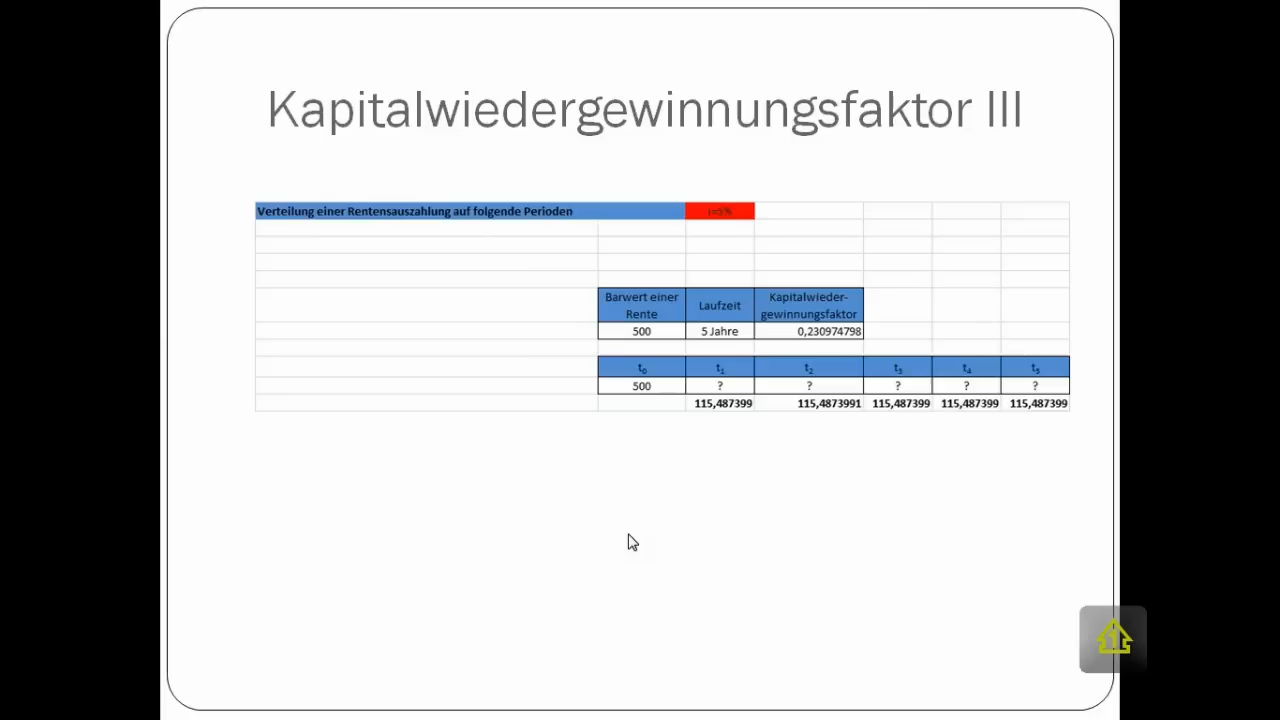 Kapitalwiedergewinnungsfaktor III
Verteilung einer Rentensauszahlung auf folgende Perioden i=5%
Barwert einer Rente Laufzeit Kapitalwieder-gewinnungsfaktor
500 5 Jahre 0,230974798
t₀ t₁ t₂ t₃ t₄ t₅
500 ? ? ? ? ?
115,487399 115,4873991 115,487399 115,487399 115,487399